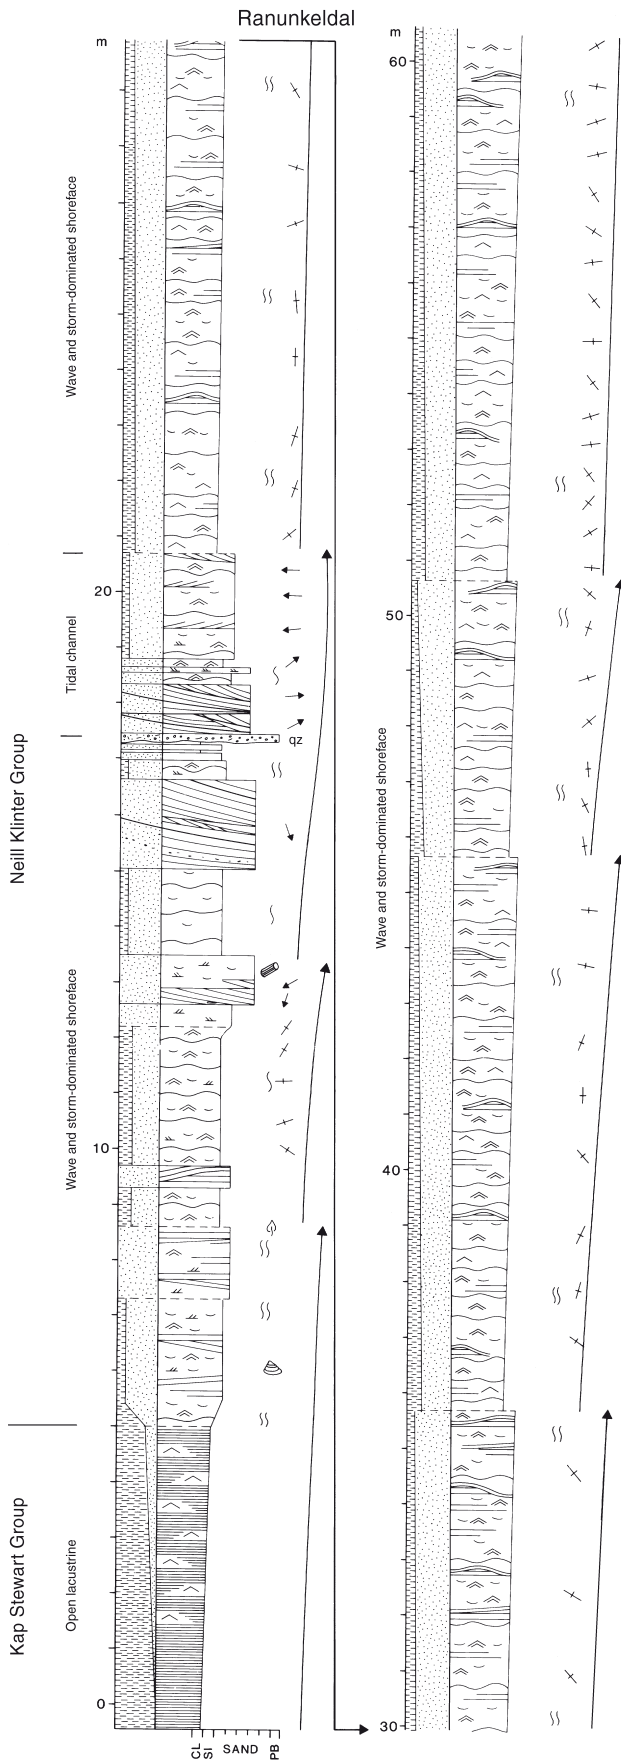 Ranunkeldal
m
Wave and storm-dominated shoreface
20
Tidal channel
qz
Neill Klinter Group
Wave and storm-dominated shoreface
10
Kap Stewart Group
Open lacustrine
0
CL
SI
SAND
PB
m
60
50
Wave and storm-dominated shoreface
40
30